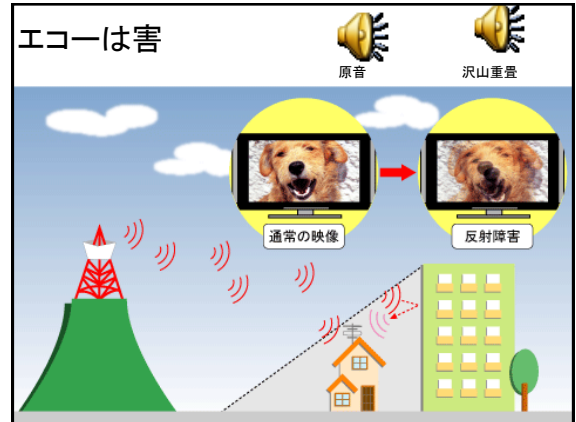 エコーは害
原音
沢山重畳
通常の映像
反射障害